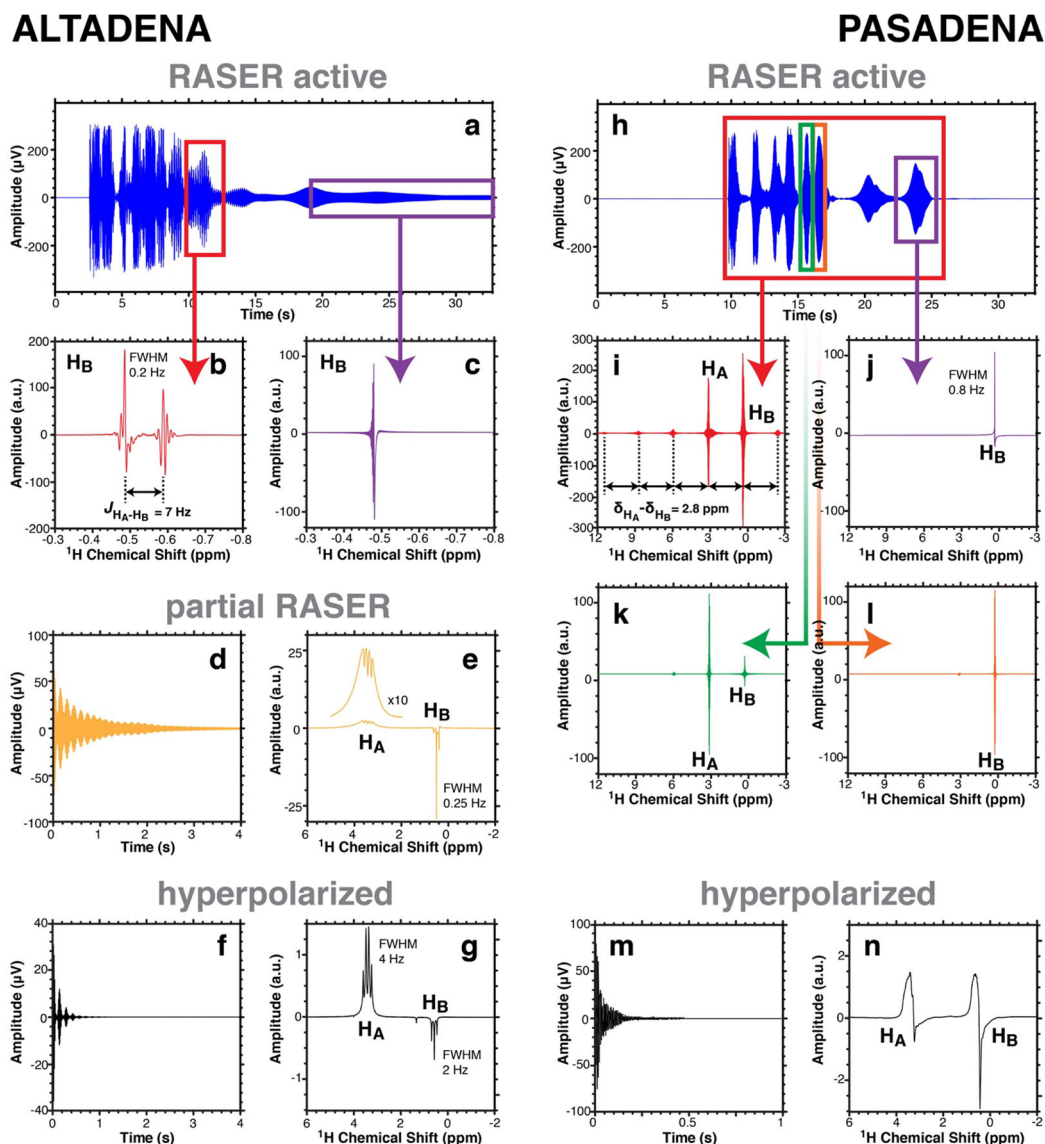 ALTADENA
PASADENA
RASER active
RASER active
a
Amplitude (µV)
200
0
-200
0 5 10 15 20 25 30
Time (s)
h
Amplitude (µV)
200
0
-200
0 5 10 15 20 25 30
Time (s)
b
H_B
FWHM
0.2 Hz
Amplitude (a.u.)
200
100
0
-100
-200
J_HA-HB = 7 Hz
-0.3 -0.4 -0.5 -0.6 -0.7 -0.8
¹H Chemical Shift (ppm)
c
H_B
Amplitude (a.u.)
100
0
-100
-0.3 -0.4 -0.5 -0.6 -0.7 -0.8
¹H Chemical Shift (ppm)
i
H_A
H_B
Amplitude (a.u.)
300
200
100
0
-100
-200
300
δ_HA-δ_HB = 2.8 ppm
12 9 6 3 0 -3
¹H Chemical Shift (ppm)
j
FWHM
0.8 Hz
H_B
Amplitude (a.u.)
100
0
-100
12 9 6 3 0 -3
¹H Chemical Shift (ppm)
partial RASER
d
Amplitude (µV)
100
50
0
-50
-100
0 1 2 3 4
Time (s)
e
x10
H_A
H_B
FWHM
0.25 Hz
Amplitude (a.u.)
25
0
-25
6 4 2 0 -2
¹H Chemical Shift (ppm)
k
H_A
H_B
Amplitude (a.u.)
100
0
-100
12 9 6 3 0 -3
¹H Chemical Shift (ppm)
l
H_B
Amplitude (a.u.)
100
0
-100
12 9 6 3 0 -3
¹H Chemical Shift (ppm)
hyperpolarized
hyperpolarized
f
Amplitude (µV)
40
20
0
-20
-40
0 1 2 3 4
Time (s)
g
FWHM
4 Hz
H_A
H_B
FWHM
2 Hz
Amplitude (a.u.)
1
0
-1
6 4 2 0 -2
¹H Chemical Shift (ppm)
m
Amplitude (µV)
100
50
0
-50
-100
0 0.5 1
Time (s)
n
H_A
H_B
Amplitude (a.u.)
2
0
-2
6 4 2 0 -2
¹H Chemical Shift (ppm)